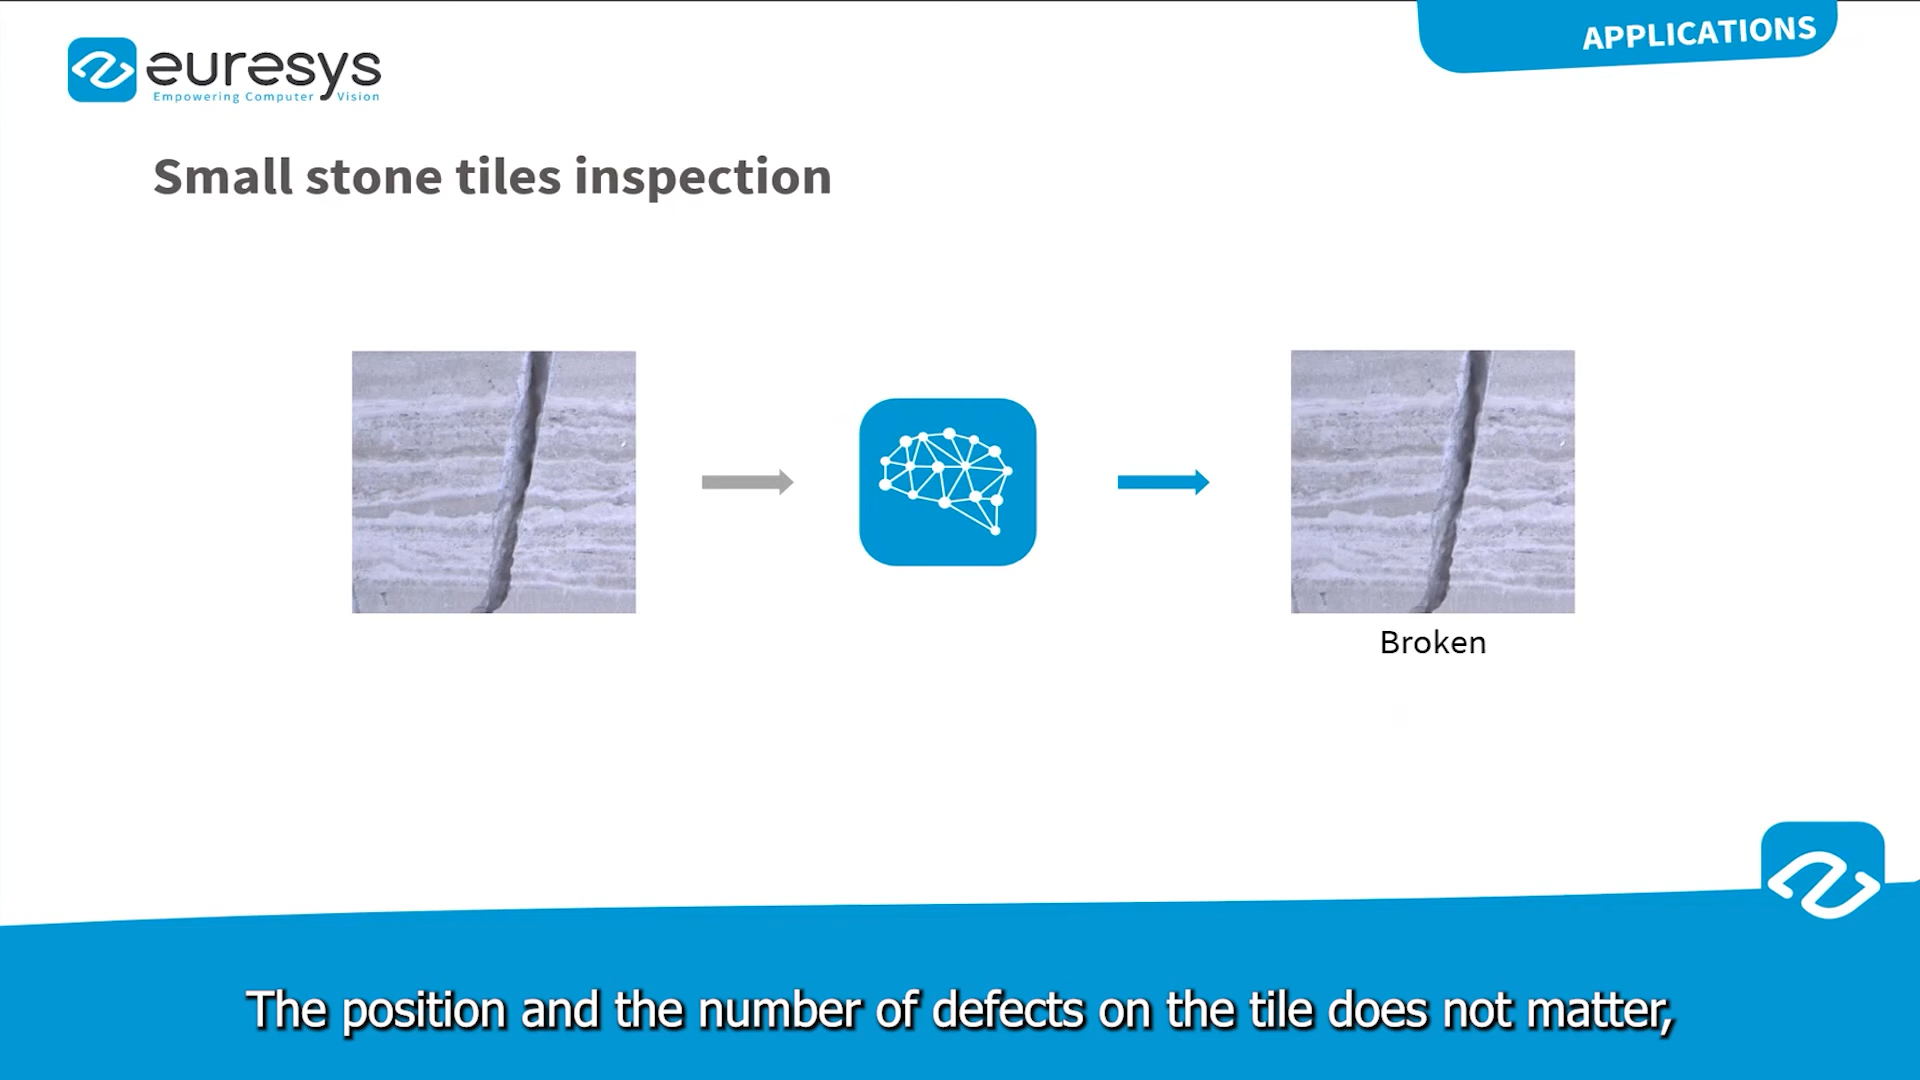 APPLICATIONS
euresys
Empowering Computer Vision
Small stone tiles inspection
Broken
The position and the number of defects on the tile does not matter,